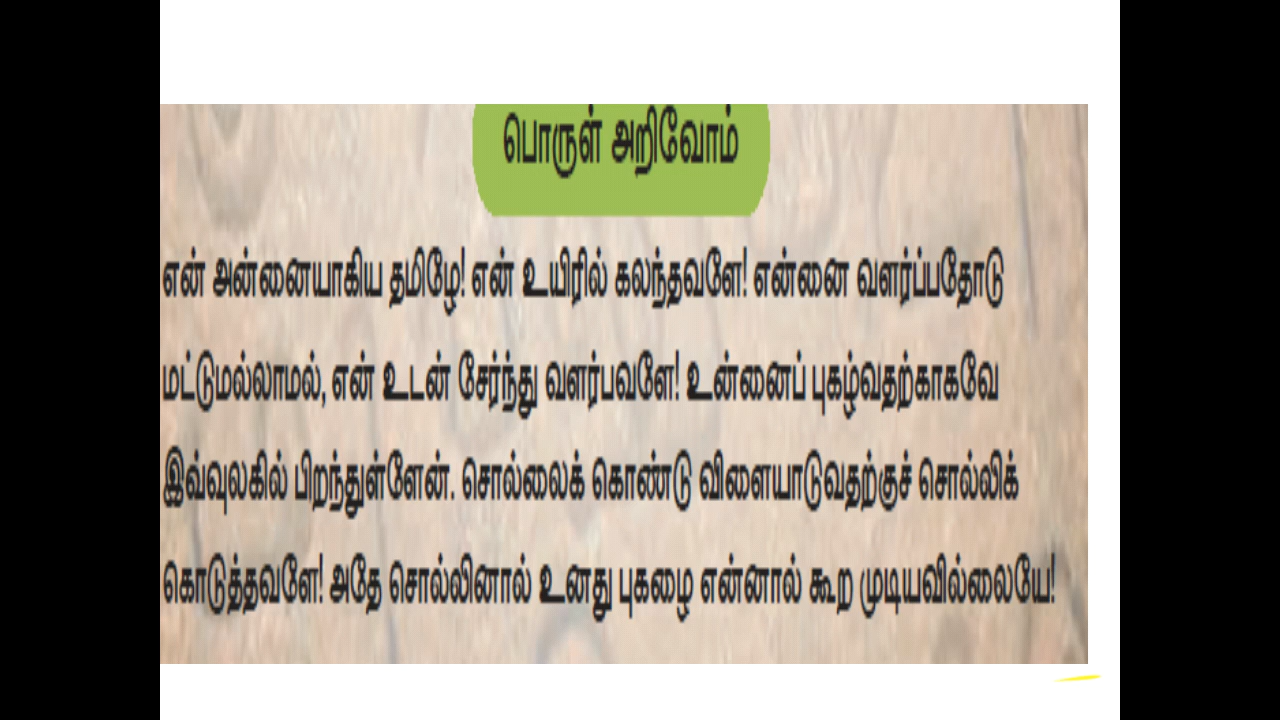 பொருள் அறிவோம்
என் அன்னையாகிய தமிழே! என் உயிரில் கலந்தவளே! என்னை வளர்ப்பதோடு
மட்டுமல்லாமல், என் உடன் சேர்ந்து வளர்பவளே! உன்னைப் புகழ்வதற்காகவே
இவ்வுலகில் பிறந்துள்ளேன். சொல்லைக் கொண்டு விளையாடுவதற்குச் சொல்லிக்
கொடுத்தவளே! அதே சொல்லினால் உனது புகழை என்னால் கூற முடியவில்லையே!